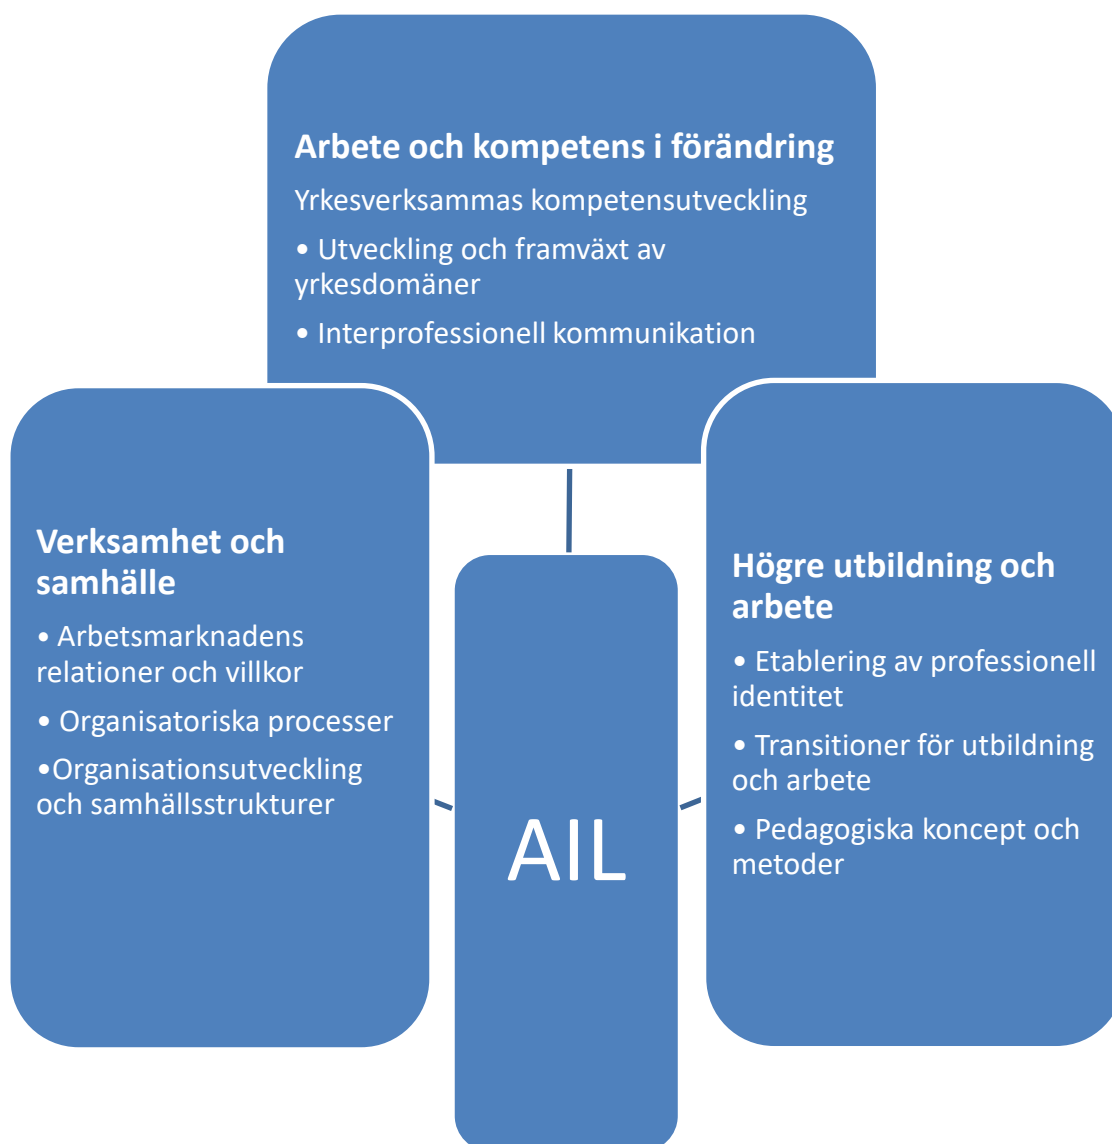 Arbete och kompetens i förändring
Yrkesverksammas kompetensutveckling
• Utveckling och framväxt av
yrkesdomäner
• Interprofessionell kommunikation
Verksamhet och
samhälle
• Arbetsmarknadens
relationer och villkor
• Organisatoriska processer
•Organisationsutveckling
och samhällsstrukturer
AIL
Högre utbildning och
arbete
• Etablering av professionell
identitet
• Transitioner för utbildning
och arbete
• Pedagogiska koncept och
metoder